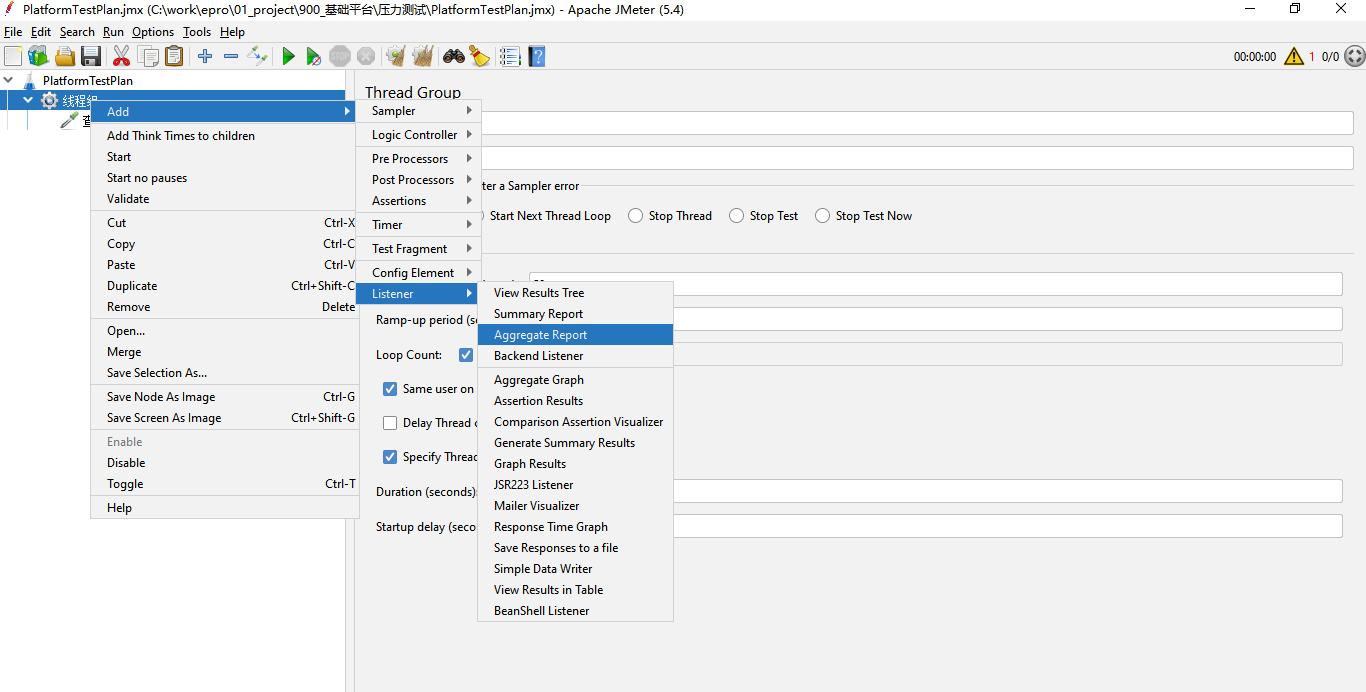 PlatformTestPlan.jmx (C:\work\epro\01_project\900_基础平台\压力测试\PlatformTestPlan.jmx) - Apache JMeter (5.4)
File Edit Search Run Options Tools Help
00:00:00 1 0/0
PlatformTestPlan
线程组
Thread Group
Add
Add Think Times to children
Start
Start no pauses
Validate
Cut Ctrl-X
Copy Ctrl-C
Paste Ctrl-V
Duplicate Ctrl+Shift-C
Remove Delete
Open...
Merge
Save Selection As...
Save Node As Image Ctrl-G
Save Screen As Image Ctrl+Shift-G
Enable
Disable
Toggle Ctrl-T
Help
Sampler
Logic Controller
Pre Processors
Post Processors
Assertions
Timer
Test Fragment
Config Element
Listener
View Results Tree
Summary Report
Aggregate Report
Backend Listener
Aggregate Graph
Assertion Results
Comparison Assertion Visualizer
Generate Summary Results
Graph Results
JSR223 Listener
Mailer Visualizer
Response Time Graph
Save Responses to a file
Simple Data Writer
View Results in Table
BeanShell Listener
a Sampler error
Start Next Thread Loop Stop Thread Stop Test Stop Test Now
Ramp-up period
Loop Count:
Same user on
Delay Thread
Specify
Duration (seconds):
Startup delay